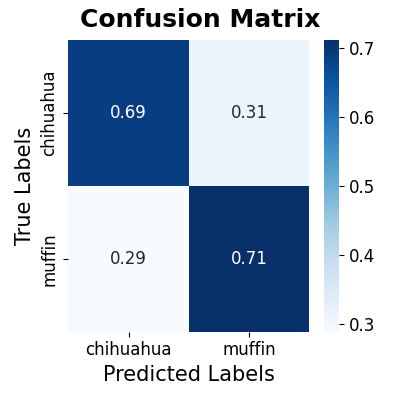 Confusion Matrix
True Labels
chihuahua
0.69
0.31
muffin
0.29
0.71
chihuahua
muffin
Predicted Labels
0.7
0.6
0.5
0.4
0.3